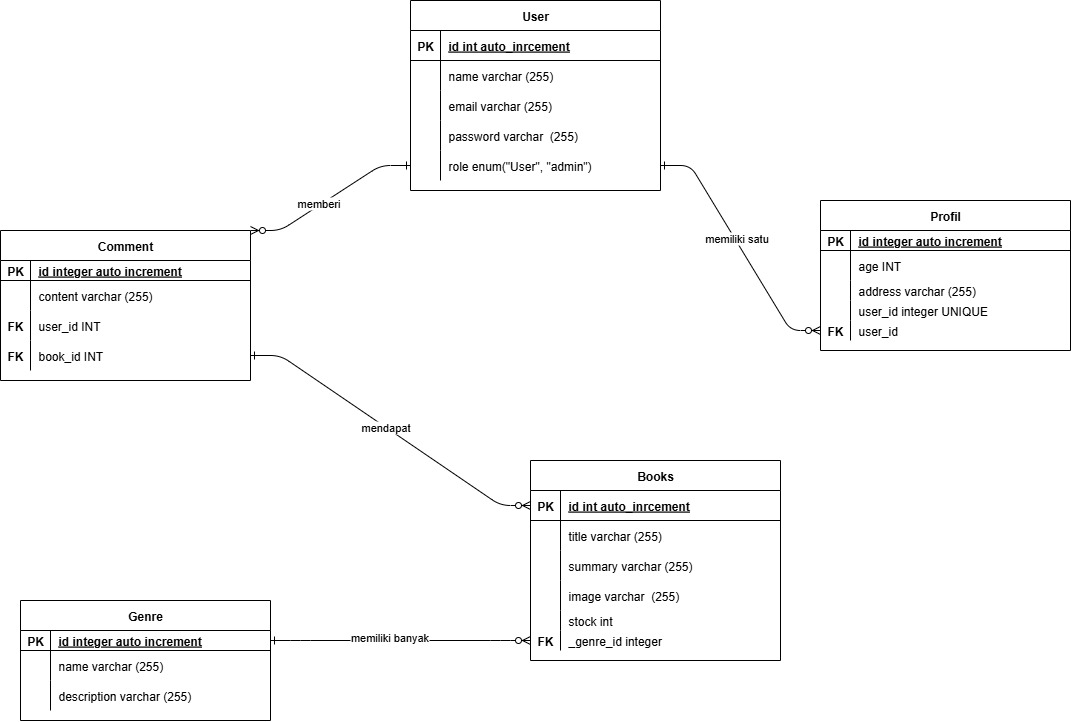 User
PK id int auto_inrcement
name varchar (255)
email varchar (255)
password varchar  (255)
role enum("User", "admin")
memberi
memiliki satu
Profil
PK id integer auto increment
age INT
address varchar (255)
user_id integer UNIQUE
FK user_id
Comment
PK id integer auto increment
content varchar (255)
FK user_id INT
FK book_id INT
mendapat
Books
PK id int auto_inrcement
title varchar (255)
summary varchar (255)
image varchar  (255)
stock int
FK _genre_id integer
memiliki banyak
Genre
PK id integer auto increment
name varchar (255)
description varchar (255)